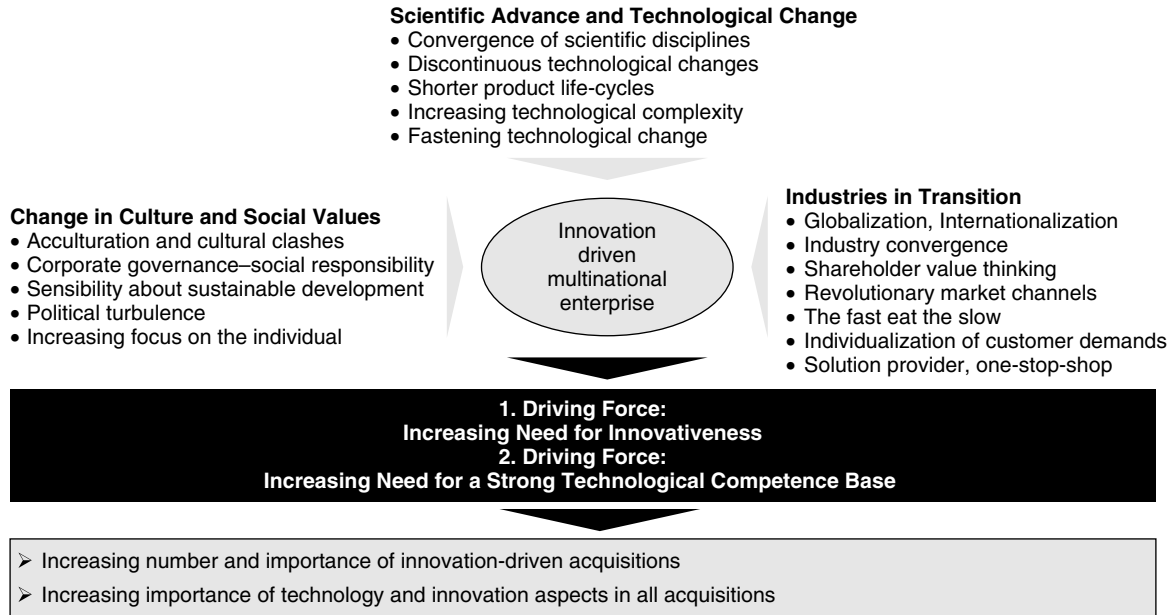 Scientific Advance and Technological Change
• Convergence of scientific disciplines
• Discontinuous technological changes
• Shorter product life-cycles
• Increasing technological complexity
• Fastening technological change
Change in Culture and Social Values
• Acculturation and cultural clashes
• Corporate governance–social responsibility
• Sensibility about sustainable development
• Political turbulence
• Increasing focus on the individual
Innovation
driven
multinational
enterprise
Industries in Transition
• Globalization, Internationalization
• Industry convergence
• Shareholder value thinking
• Revolutionary market channels
• The fast eat the slow
• Individualization of customer demands
• Solution provider, one-stop-shop
1. Driving Force:
Increasing Need for Innovativeness
2. Driving Force:
Increasing Need for a Strong Technological Competence Base
➢ Increasing number and importance of innovation-driven acquisitions
➢ Increasing importance of technology and innovation aspects in all acquisitions